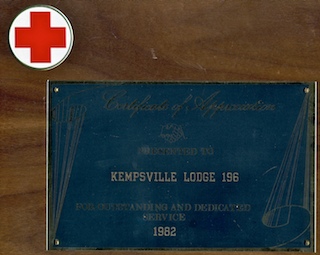 Certificate of Appreciation
PRESENTED TO
KEMPSVILLE LODGE 196
FOR OUTSTANDING AND DEDICATED
SERVICE
1982